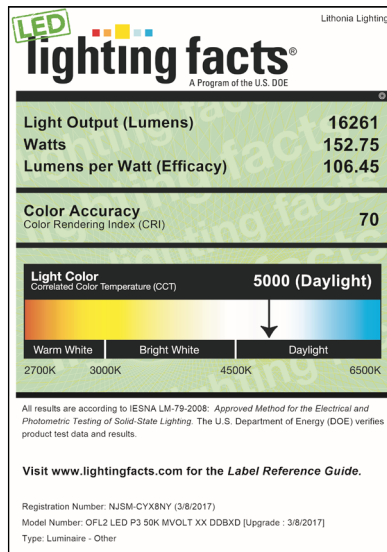 LED
Lithonia Lighting
lighting facts®
A Program of the U.S. DOE
Light Output (Lumens) 16261
Watts 152.75
Lumens per Watt (Efficacy) 106.45
Color Accuracy
Color Rendering Index (CRI) 70
Light Color
Correlated Color Temperature (CCT) 5000 (Daylight)
Warm White Bright White Daylight
2700K 3000K 4500K 6500K
All results are according to IESNA LM-79-2008: Approved Method for the Electrical and
Photometric Testing of Solid-State Lighting. The U.S. Department of Energy (DOE) verifies
product test data and results.
Visit www.lightingfacts.com for the Label Reference Guide.
Registration Number: NJSM-CYX8NY (3/8/2017)
Model Number: OFL2 LED P3 50K MVOLT XX DDBXD [Upgrade : 3/8/2017]
Type: Luminaire - Other